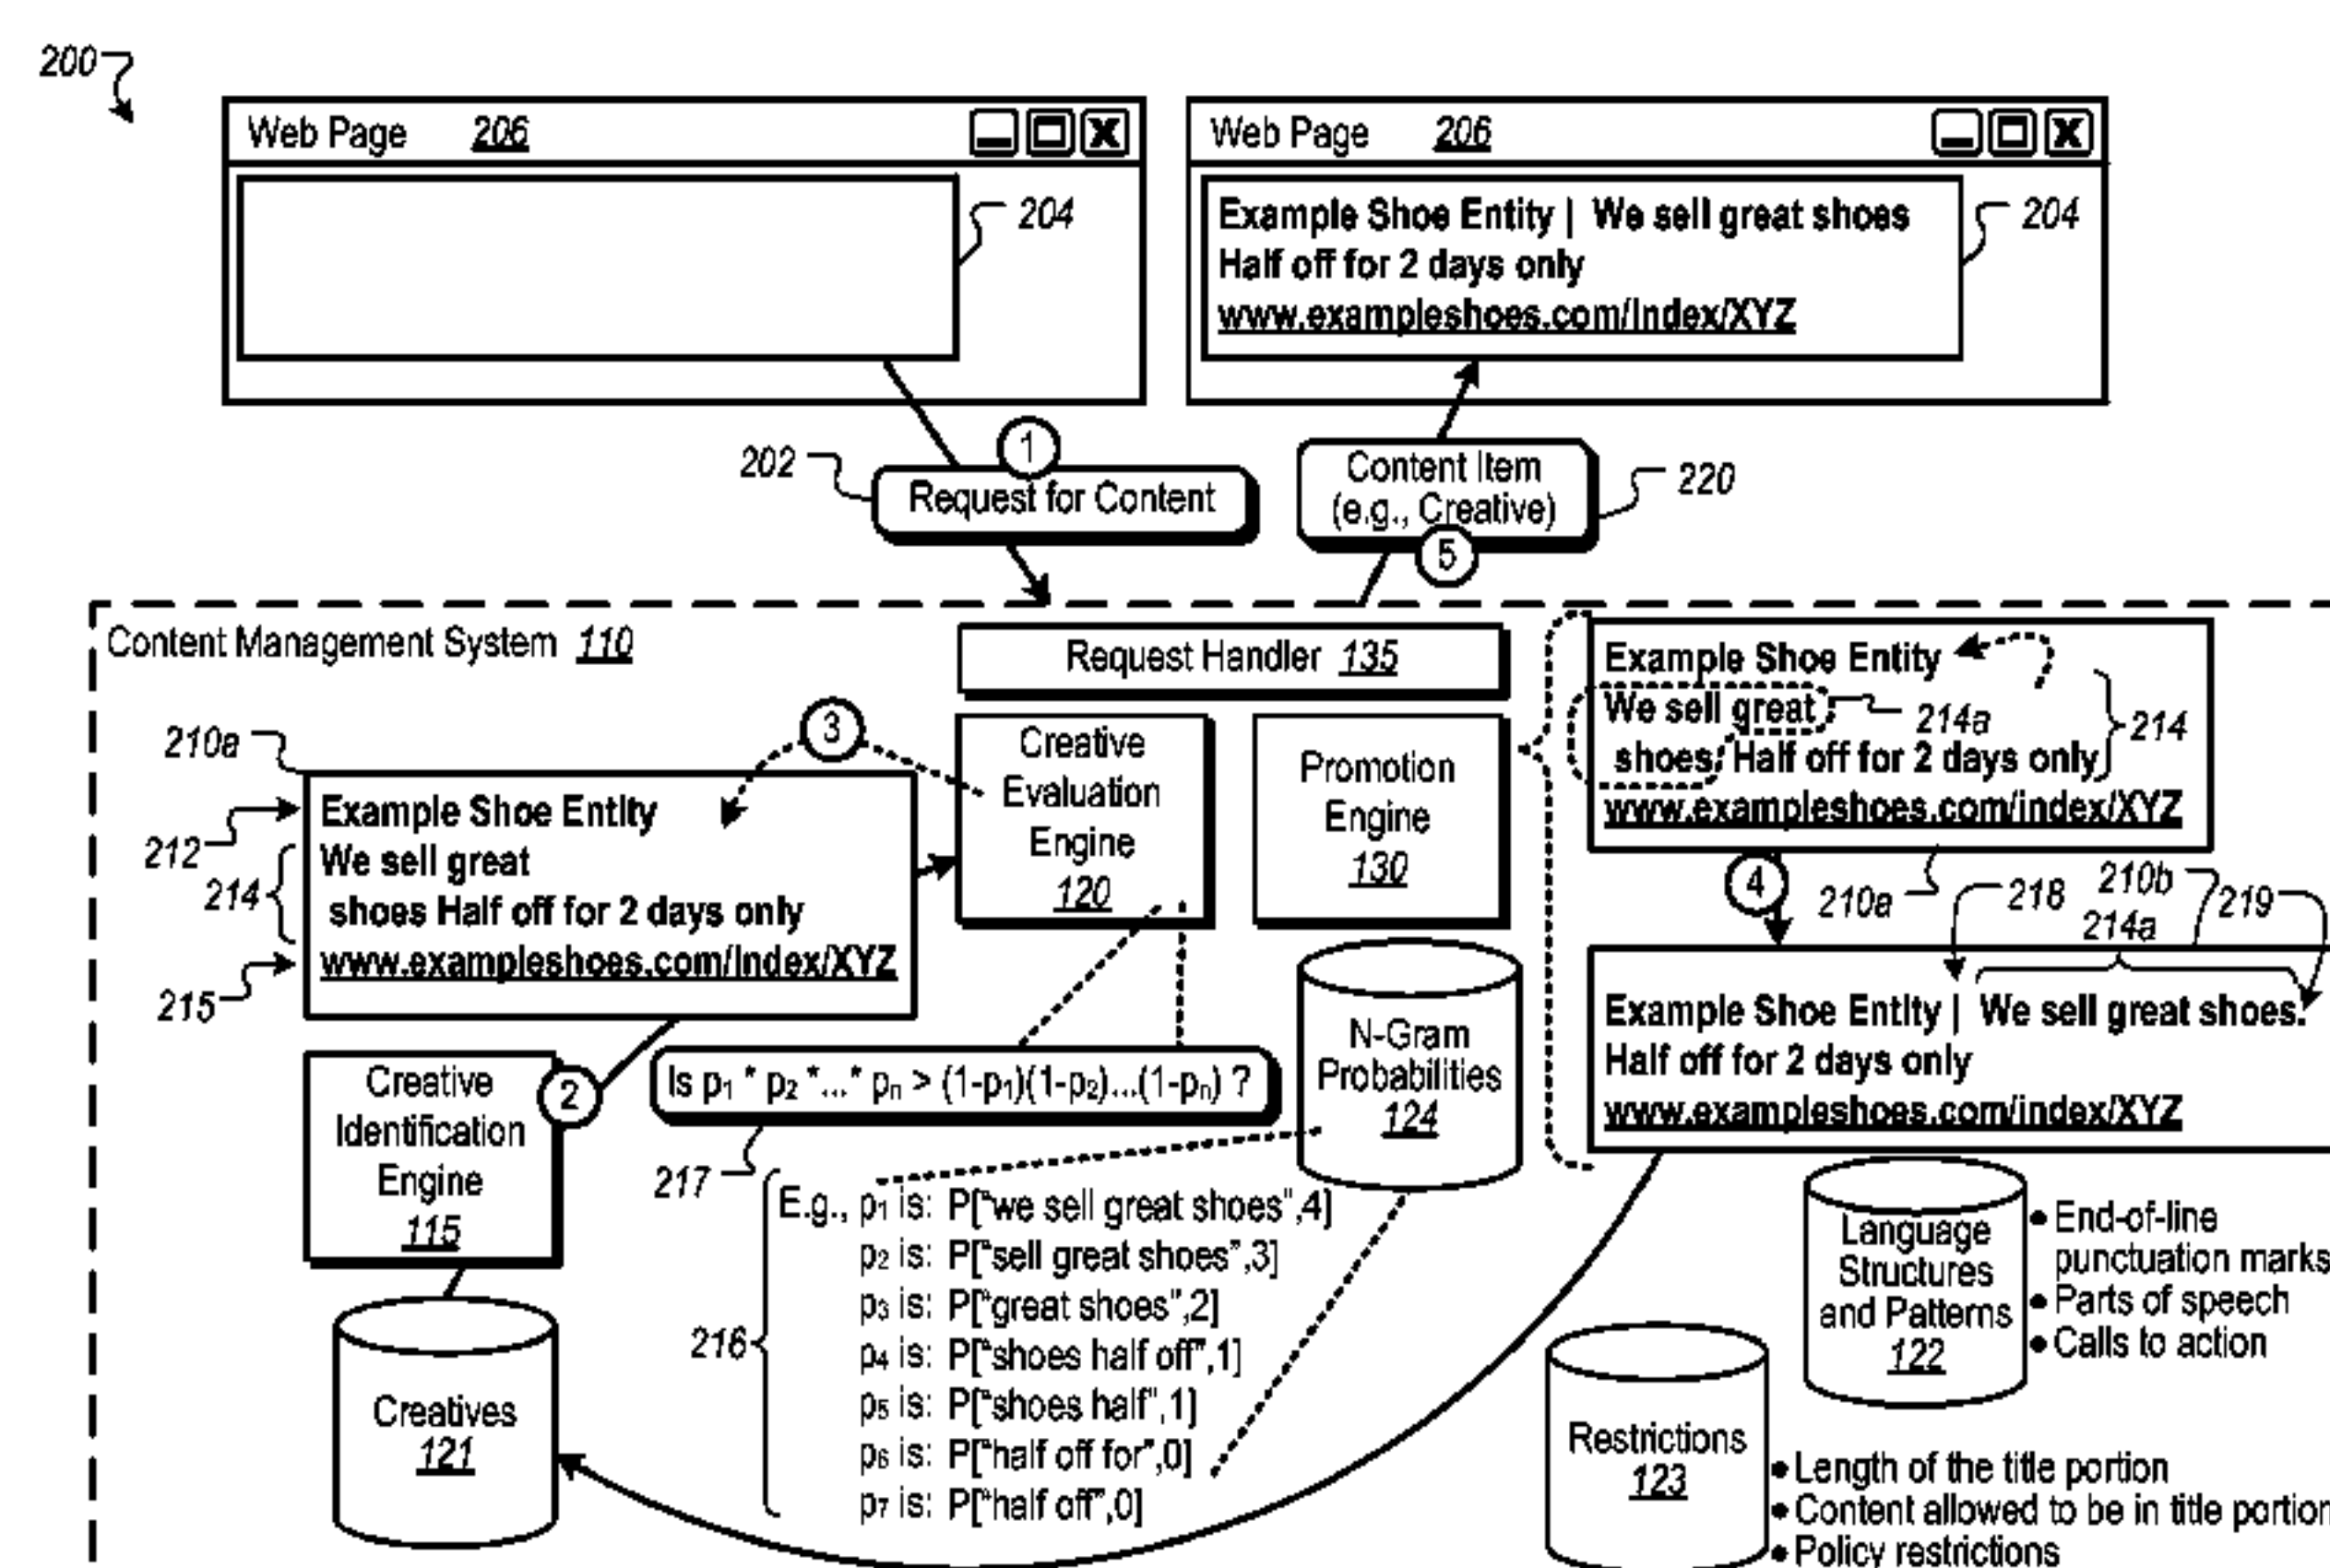 200
Web Page 206
204
Web Page 206
Example Shoe Entity | We sell great shoes
Half off for 2 days only
www.exampleshoes.com/index/XYZ
204
202
1
Request for Content
Content Item
(e.g., Creative)
5
220
Content Management System 110
Request Handler 135
210a
212
214
215
Example Shoe Entity
We sell great
shoes Half off for 2 days only
www.exampleshoes.com/index/XYZ
3
Creative
Evaluation
Engine
120
Promotion
Engine
130
Example Shoe Entity
We sell great
shoes Half off for 2 days only
www.exampleshoes.com/index/XYZ
214a
214
4
210a
218
210b
219
214a
Example Shoe Entity | We sell great shoes.
Half off for 2 days only
www.exampleshoes.com/index/XYZ
Creative
Identification
Engine
115
2
Is p1 * p2 *...* pn > (1-p1)(1-p2)...(1-pn) ?
217
N-Gram
Probabilities
124
216
E.g., p1 is: P["we sell great shoes",4]
p2 is: P["sell great shoes",3]
p3 is: P["great shoes",2]
p4 is: P["shoes half off",1]
p5 is: P["shoes half",1]
p6 is: P["half off for",0]
p7 is: P["half off",0]
Creatives
121
Language
Structures
and Patterns
122
• End-of-line
punctuation marks
• Parts of speech
• Calls to action
Restrictions
123
• Length of the title portion
• Content allowed to be in title portion
• Policy restrictions